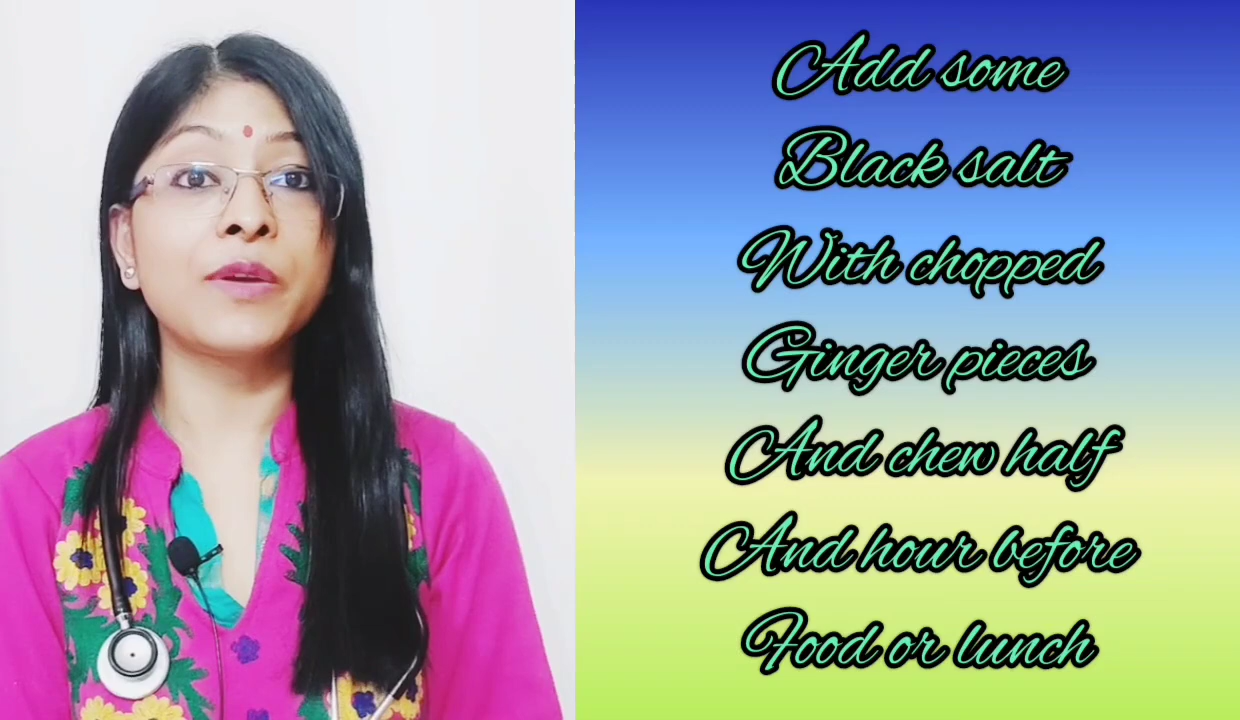 Add some
Black salt
With chopped
Ginger pieces
And chew half
And hour before
Food or lunch